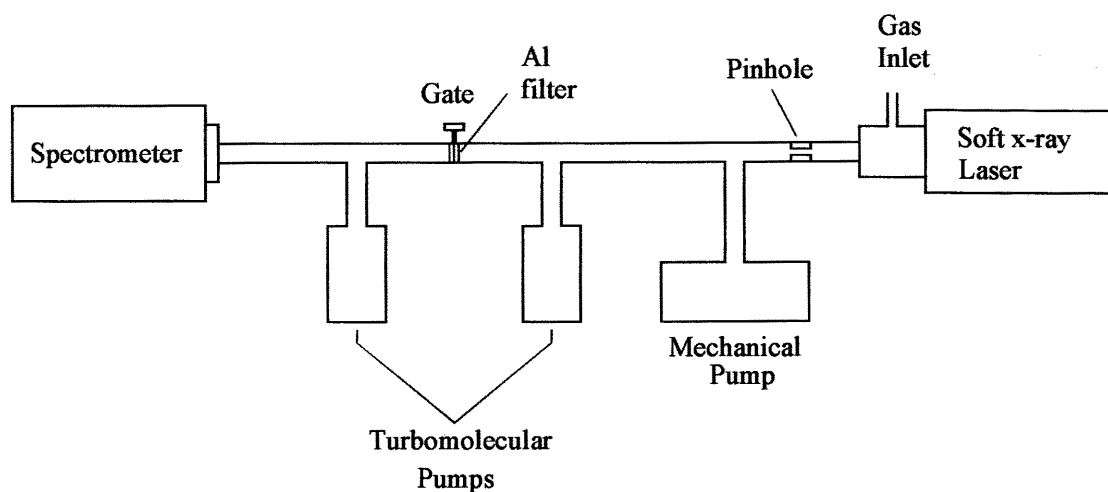 Gas
Inlet
Al
filter
Pinhole
Gate
Spectrometer
Soft x-ray
Laser
Mechanical
Pump
Turbomolecular
Pumps